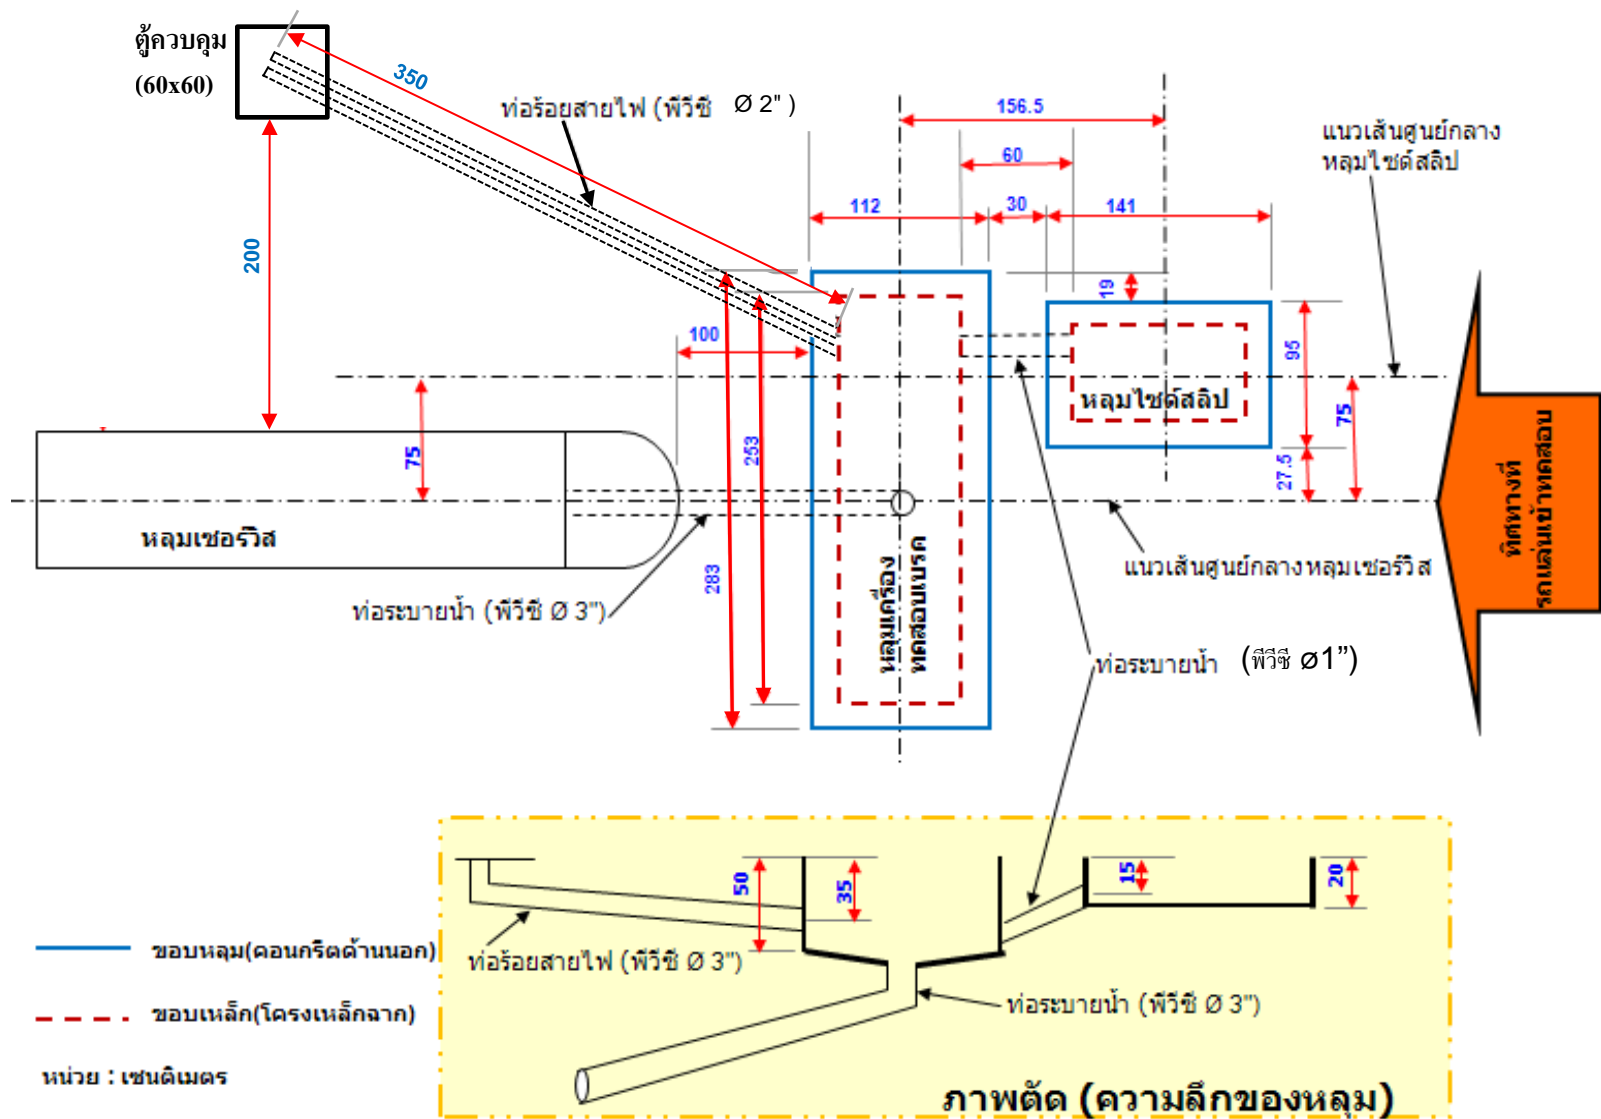 ตู้ควบคุม
(60x60)
350
ท่อร้อยสายไฟ (พีวีซี Ø 2" )
156.5
แนวเส้นศูนย์กลาง
หลุมไซด์สลิป
60
112
30
141
200
19
100
95
หลุมไซด์สลิป
75
75
253
27.5
หลุมเซอร์วิส
283
หลุมเครื่อง
ทดสอบเบรค
แนวเส้นศูนย์กลางหลุมเซอร์วิส
ทิศทางที่
รถแล่นเข้าทดสอบ
ท่อระบายน้ำ (พีวีซี Ø 3")
ท่อระบายน้ำ (พีวีซี ø1”)
50
35
15
20
ขอบหลุม(คอนกรีตด้านนอก)
ท่อร้อยสายไฟ (พีวีซี Ø 3")
ขอบเหล็ก(โครงเหล็กฉาก)
ท่อระบายน้ำ (พีวีซี Ø 3")
หน่วย : เซนติเมตร
ภาพตัด (ความลึกของหลุม)